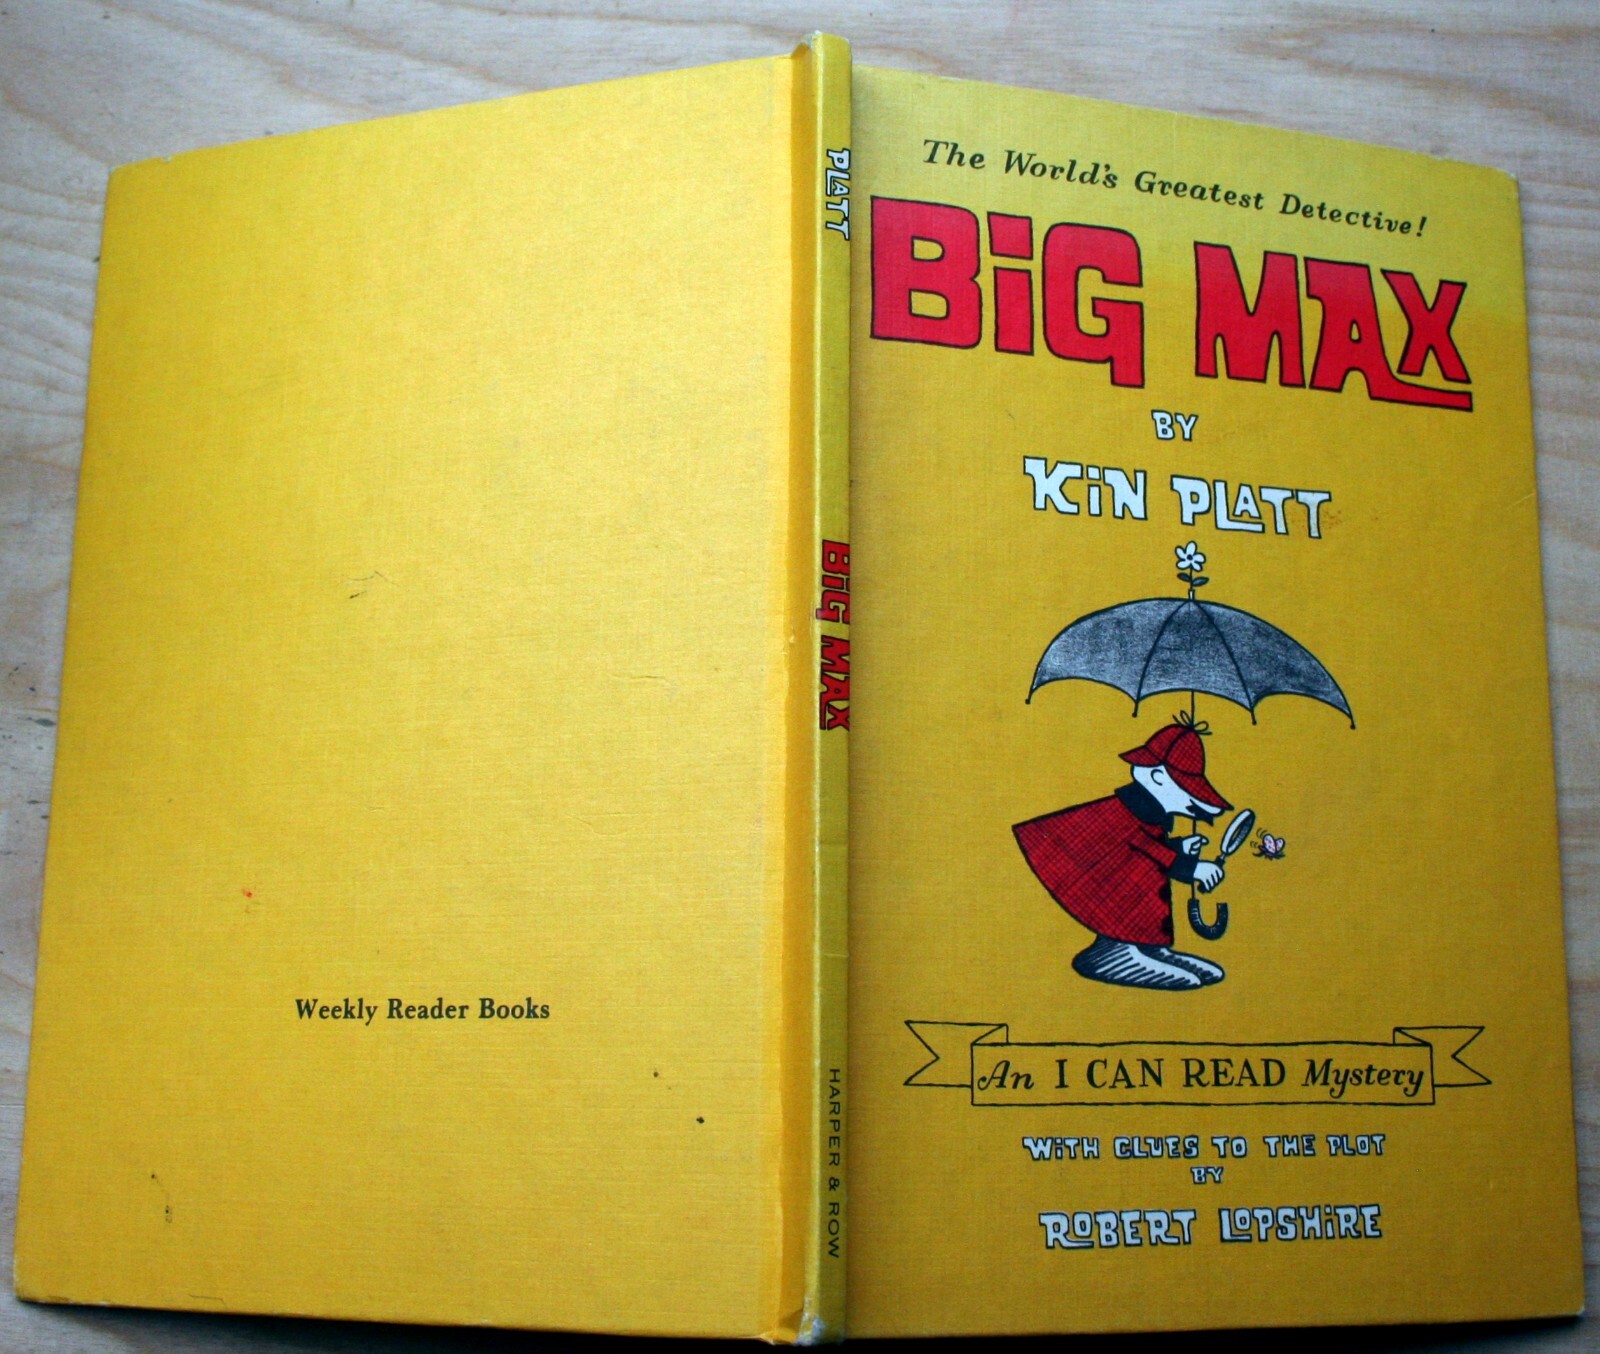 Weekly Reader Books
PLATT
BiG MAX
HARPER & ROW
The World's Greatest Detective!
BiG MAX
BY
KiN PLATT
An I CAN READ Mystery
WiTH CLUES TO THE PLOT
BY
ROBERT LOPSHiRE